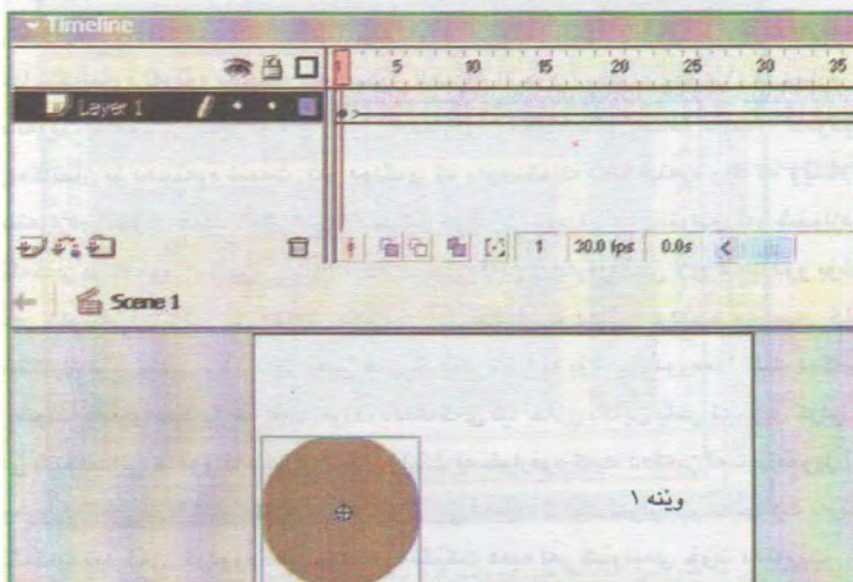 Timeline
5 10 15 20 25 30 35
Layer 1
1 30.0 fps 0.0s
Scene 1
وێنە ١